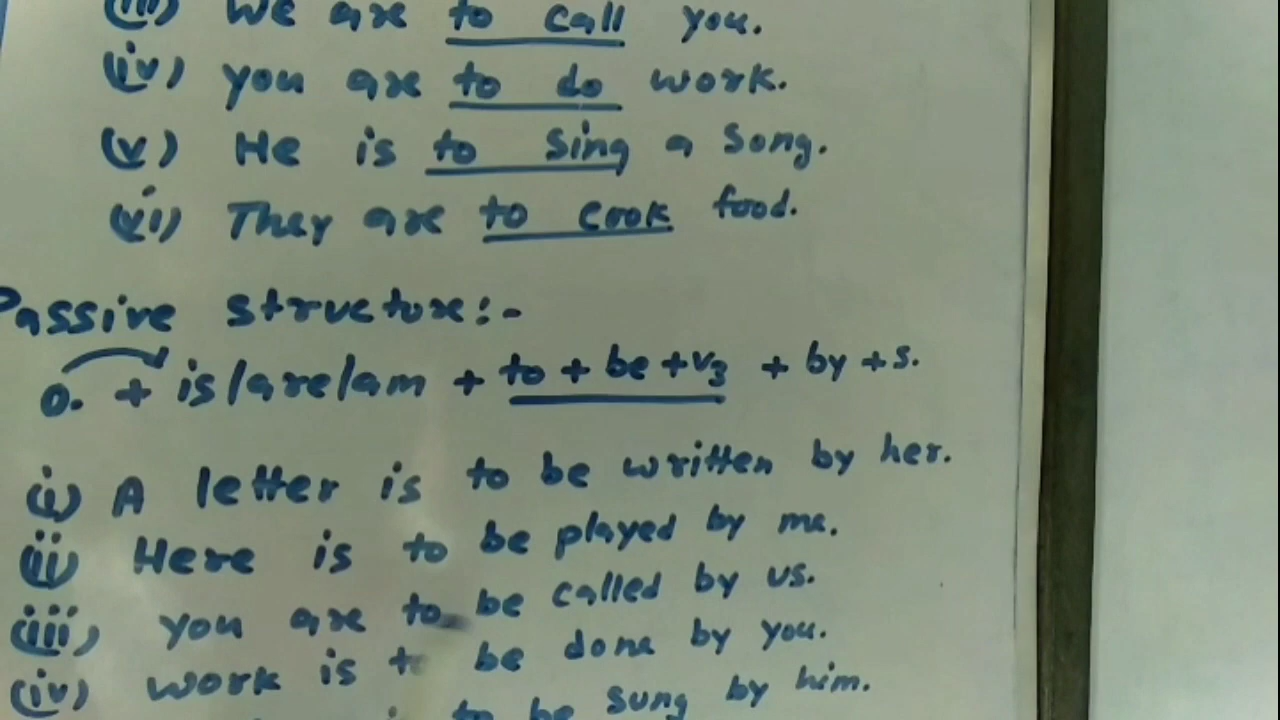 (iii) We are to call you.
(iv) you are to do work.
(v) He is to sing a song.
(vi) They are to cook food.
Passive structure:-
o. + is/are/am + to + be + v3 + by + s.
(i) A letter is to be written by her.
(ii) Here is to be played by me.
(iii) you are to be called by us.
(iv) work is to be done by you.
to be sung by him.